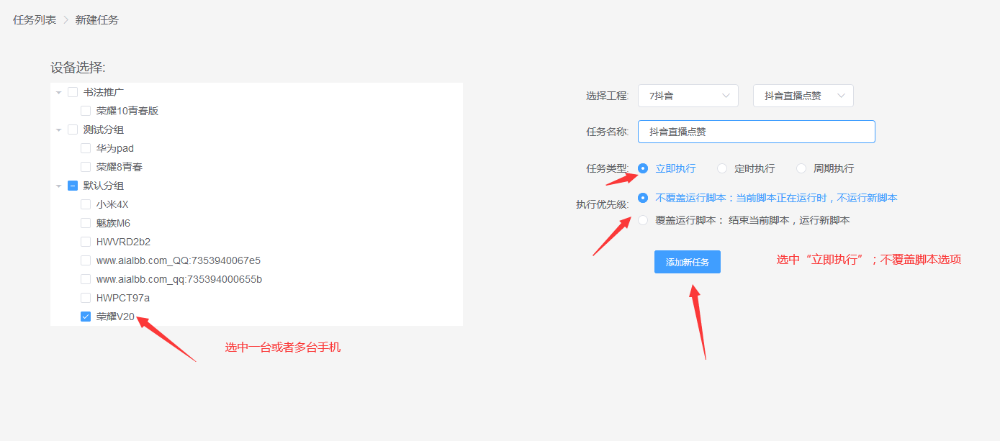 任务列表 > 新建任务
设备选择:
书法推广
荣耀10青春版
测试分组
华为pad
荣耀8青春
默认分组
小米4X
魅族M6
HWVRD2b2
www.aialbb.com_QQ:7353940067e5
www.aialbb.com_qq:735394000655b
HWPCT97a
荣耀V20
选中一台或者多台手机
选择工程: 7抖音 抖音直播点赞
任务名称: 抖音直播点赞
任务类型: 立即执行 定时执行 周期执行
执行优先级: 不覆盖运行脚本：当前脚本正在运行时，不运行新脚本
覆盖运行脚本： 结束当前脚本，运行新脚本
添加新任务
选中“立即执行”；不覆盖脚本选项